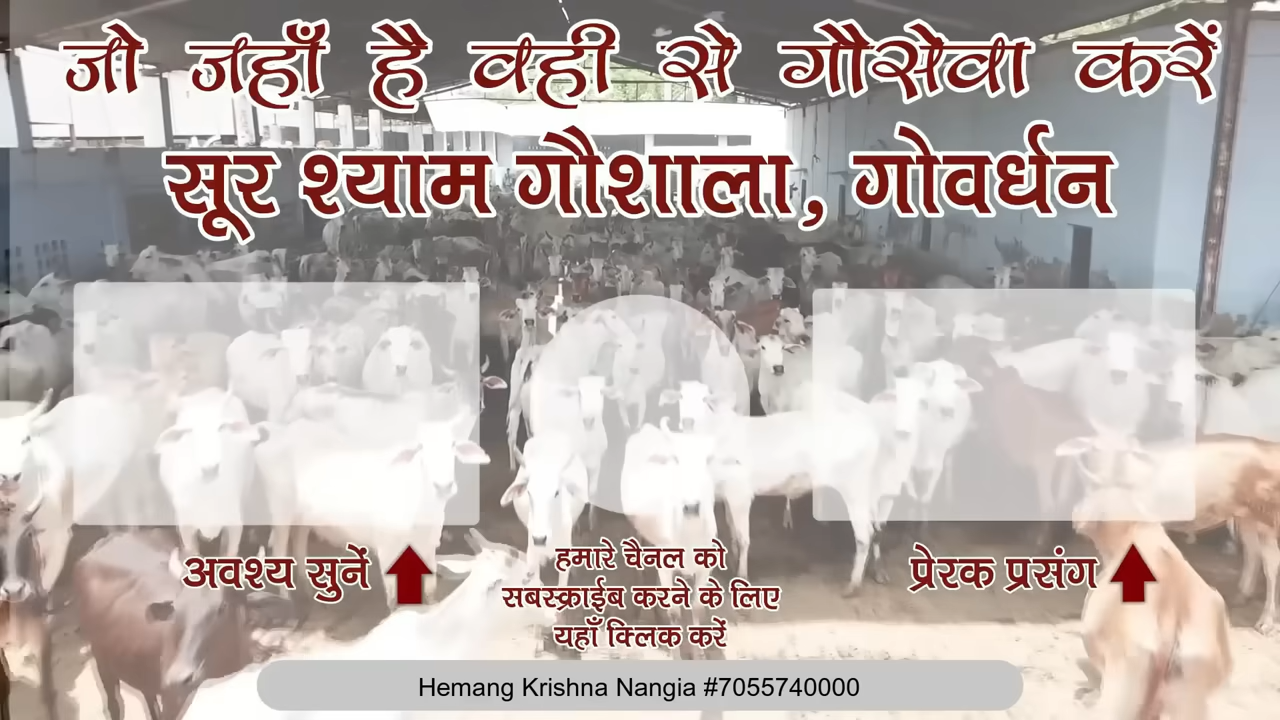 जो जहाँ है वही से गौसेवा करें
सूर श्याम गौशाला, गोवर्धन
अवश्य सुनें
हमारे चैनल को
सबस्क्राईब करने के लिए
यहाँ क्लिक करें
प्रेरक प्रसंग
Hemang Krishna Nangia #7055740000